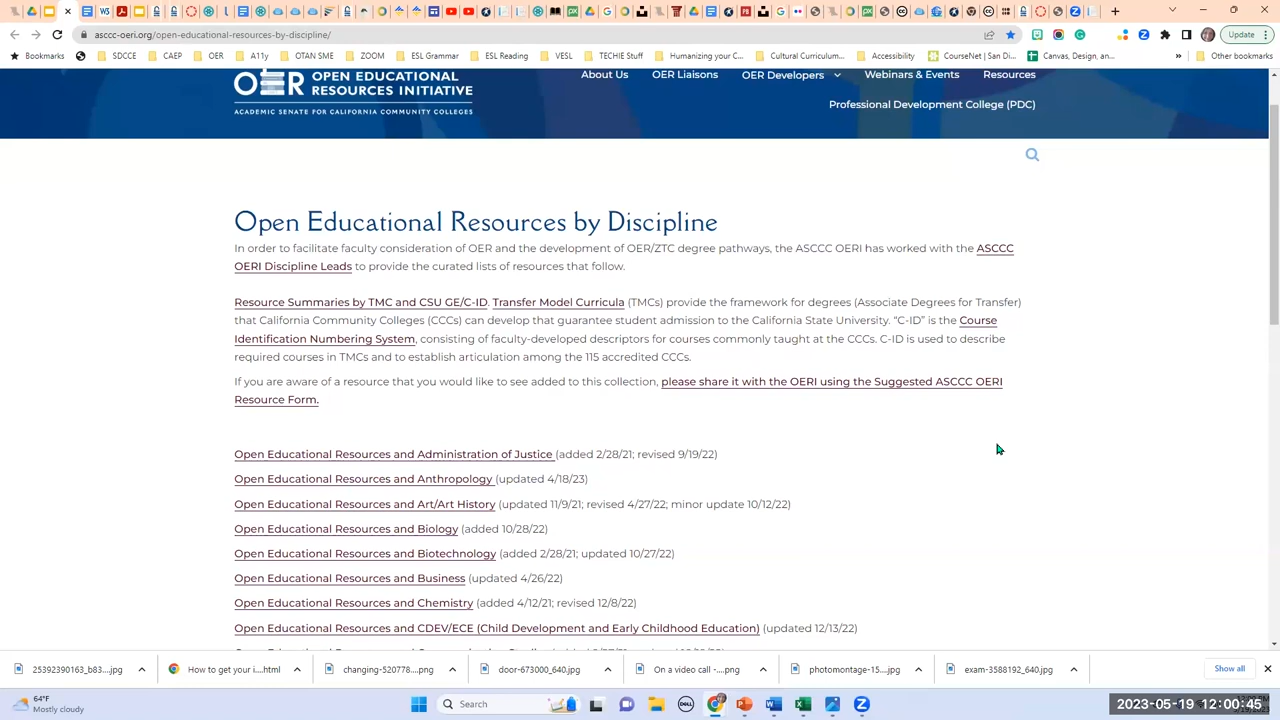 asccc-oeri.org/open-educational-resources-by-discipline/
Update
Bookmarks
SDCCE
CAEP
OER
A11y
OTAN SME
ZOOM
ESL Grammar
ESL Reading
VESL
TECHIE Stuff
Humanizing your C...
Cultural Curriculum...
Accessibility
CourseNet | San Di...
Canvas, Design, an...
»
Other bookmarks
OER OPEN EDUCATIONAL
RESOURCES INITIATIVE
ACADEMIC SENATE FOR CALIFORNIA COMMUNITY COLLEGES
About Us
OER Liaisons
OER Developers
Webinars & Events
Resources
Professional Development College (PDC)
Open Educational Resources by Discipline
In order to facilitate faculty consideration of OER and the development of OER/ZTC degree pathways, the ASCCC OERI has worked with the ASCCC
OERI Discipline Leads to provide the curated lists of resources that follow.
Resource Summaries by TMC and CSU GE/C-ID. Transfer Model Curricula (TMCs) provide the framework for degrees (Associate Degrees for Transfer)
that California Community Colleges (CCCs) can develop that guarantee student admission to the California State University. “C-ID” is the Course
Identification Numbering System, consisting of faculty-developed descriptors for courses commonly taught at the CCCs. C-ID is used to describe
required courses in TMCs and to establish articulation among the 115 accredited CCCs.
If you are aware of a resource that you would like to see added to this collection, please share it with the OERI using the Suggested ASCCC OERI
Resource Form.
Open Educational Resources and Administration of Justice (added 2/28/21; revised 9/19/22)
Open Educational Resources and Anthropology (updated 4/18/23)
Open Educational Resources and Art/Art History (updated 11/9/21; revised 4/27/22; minor update 10/12/22)
Open Educational Resources and Biology (added 10/28/22)
Open Educational Resources and Biotechnology (added 2/28/21; updated 10/27/22)
Open Educational Resources and Business (updated 4/26/22)
Open Educational Resources and Chemistry (added 4/12/21; revised 12/8/22)
Open Educational Resources and CDEV/ECE (Child Development and Early Childhood Education) (updated 12/13/22)
25392390163_b83....jpg
How to get your i....html
changing-520778....png
door-673000_640.jpg
On a video call -....png
photomontage-15....jpg
exam-3588192_640.jpg
Show all
64°F
Mostly cloudy
Search
2023-05-19 12:00:45